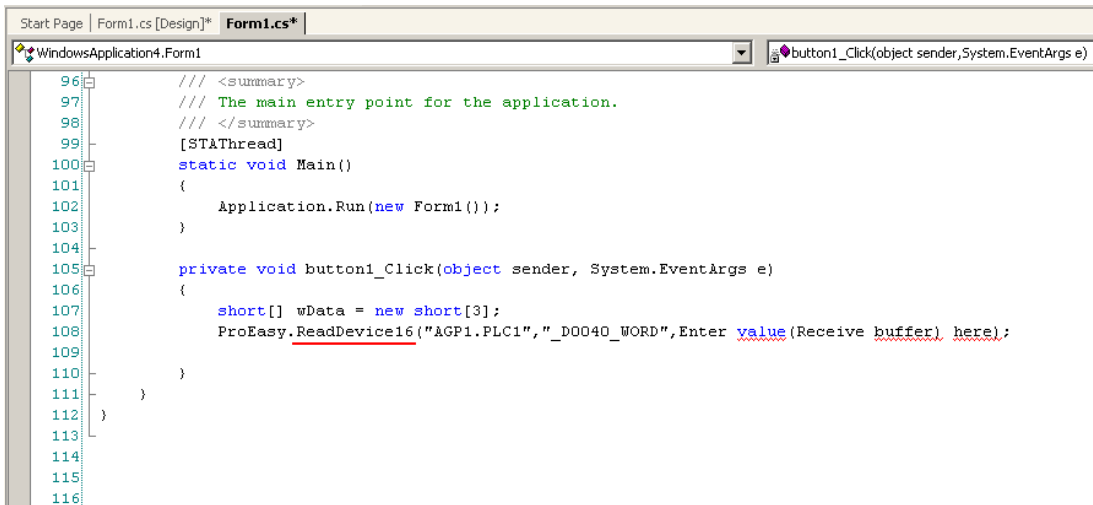 Start Page | Form1.cs [Design]* Form1.cs*
WindowsApplication4.Form1 button1_Click(object sender,System.EventArgs e)
96 /// <summary>
97 /// The main entry point for the application.
98 /// </summary>
99 [STAThread]
100 static void Main()
101 {
102 Application.Run(new Form1());
103 }
104
105 private void button1_Click(object sender, System.EventArgs e)
106 {
107 short[] wData = new short[3];
108 ProEasy.ReadDevice16("AGP1.PLC1","_D0040_WORD",Enter value(Receive buffer) here);
109
110 }
111 }
112 }
113
114
115
116